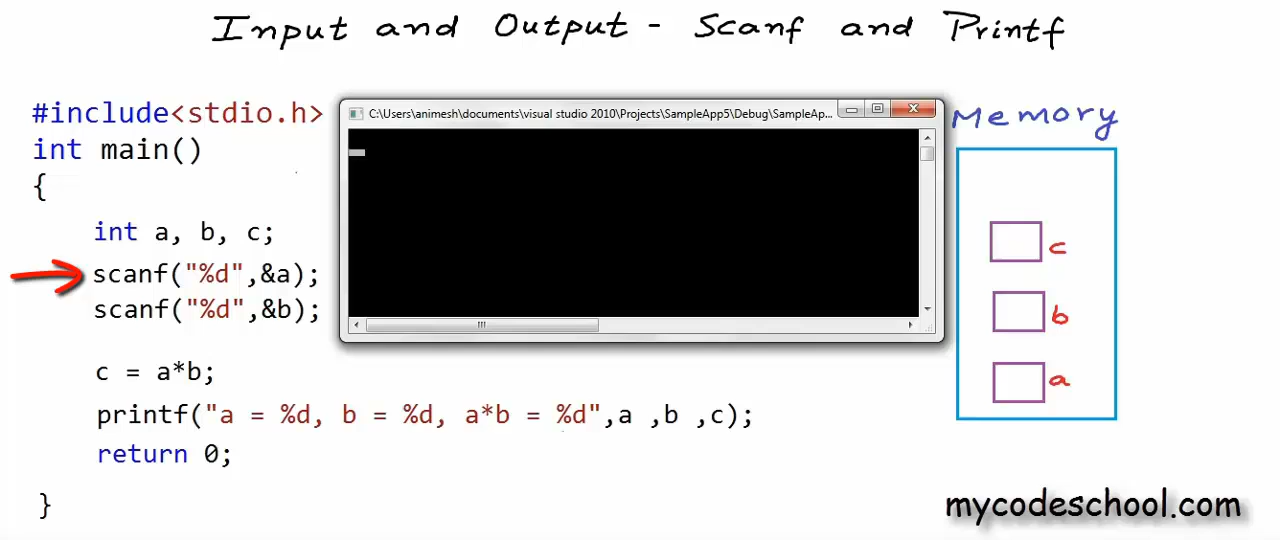 Input and Output - Scanf and Printf
#include<stdio.h>
int main()
{
int a, b, c;
scanf("%d",&a);
scanf("%d",&b);
c = a*b;
printf("a = %d, b = %d, a*b = %d",a ,b ,c);
return 0;
}
C:\Users\animesh\documents\visual studio 2010\Projects\SampleApp5\Debug\SampleAp...
Memory
c
b
a
mycodeschool.com